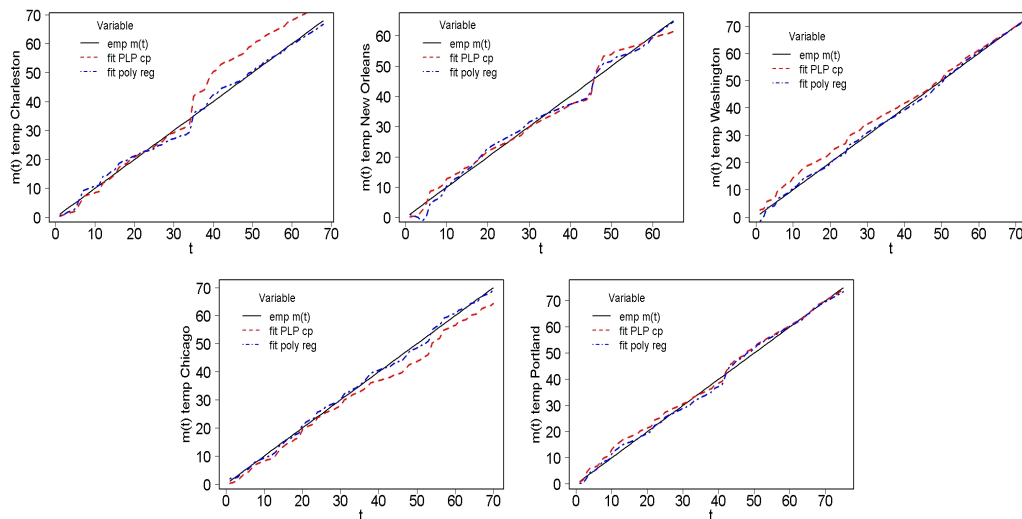 m(t) temp Charleston
70
60
50
40
30
20
10
0
Variable
emp m(t)
fit PLP cp
fit poly reg
0 10 20 30 40 50 60 70
t
m(t) temp New Orleans
60
50
40
30
20
10
0
Variable
emp m(t)
fit PLP cp
fit poly reg
0 10 20 30 40 50 60
t
m(t) temp Washington
70
60
50
40
30
20
10
0
Variable
emp m(t)
fit PLP cp
fit poly reg
0 10 20 30 40 50 60 70
t
m(t) temp Chicago
70
60
50
40
30
20
10
0
Variable
emp m(t)
fit PLP cp
fit poly reg
0 10 20 30 40 50 60 70
t
m(t) temp Portland
70
60
50
40
30
20
10
0
Variable
emp m(t)
fit PLP cp
fit poly reg
0 10 20 30 40 50 60 70
t